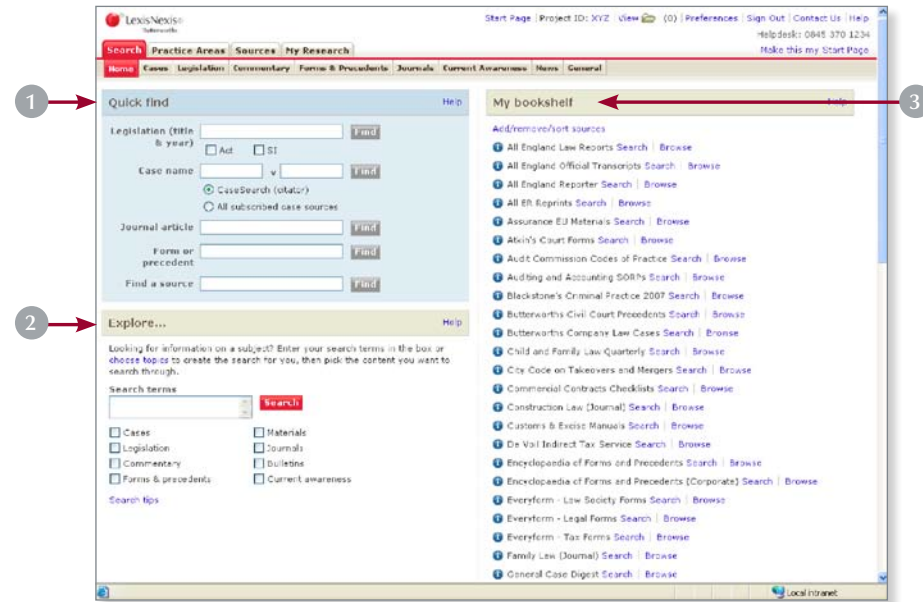 LexisNexis®
Butterworths
Start Page | Project ID: XYZ | View (0) | Preferences | Sign Out | Contact Us | Help
Helpdesk: 0845 370 1234
Make this my Start Page
Search Practice Areas Sources My Research
Home Cases Legislation Commentary Forms & Precedents Journals Current Awareness News General
1
Quick find Help
Legislation (title & year) Find
Act SI
Case name v Find
CaseSearch (citator)
All subscribed case sources
Journal article Find
Form or precedent Find
Find a source Find
2
Explore... Help
Looking for information on a subject? Enter your search terms in the box or
choose topics to create the search for you, then pick the content you want to
search through.
Search terms
Search
Cases Materials
Legislation Journals
Commentary Bulletins
Forms & precedents Current awareness
Search tips
3
My bookshelf Help
Add/remove/sort sources
All England Law Reports Search | Browse
All England Official Transcripts Search | Browse
All England Reporter Search | Browse
All ER Reprints Search | Browse
Assurance EU Materials Search | Browse
Atkin's Court Forms Search | Browse
Audit Commission Codes of Practice Search | Browse
Auditing and Accounting SORPs Search | Browse
Blackstone's Criminal Practice 2007 Search | Browse
Butterworths Civil Court Precedents Search | Browse
Butterworths Company Law Cases Search | Browse
Child and Family Law Quarterly Search | Browse
City Code on Takeovers and Mergers Search | Browse
Commercial Contracts Checklists Search | Browse
Construction Law (Journal) Search | Browse
Customs & Excise Manuals Search | Browse
De Voil Indirect Tax Service Search | Browse
Encyclopaedia of Forms and Precedents Search | Browse
Encyclopaedia of Forms and Precedents (Corporate) Search | Browse
Everyform - Law Society Forms Search | Browse
Everyform - Legal Forms Search | Browse
Everyform - Tax Forms Search | Browse
Family Law (Journal) Search | Browse
General Case Digest Search | Browse
Local intranet